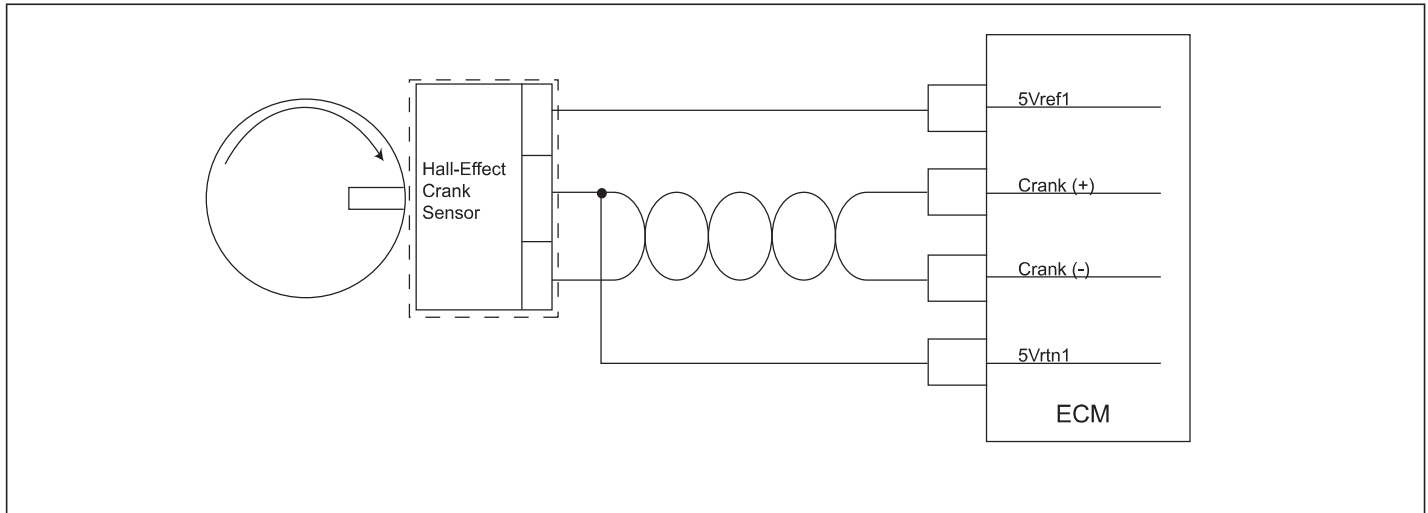 5Vref1
Hall-Effect
Crank
Sensor
Crank (+)
Crank (-)
5Vrtn1
ECM